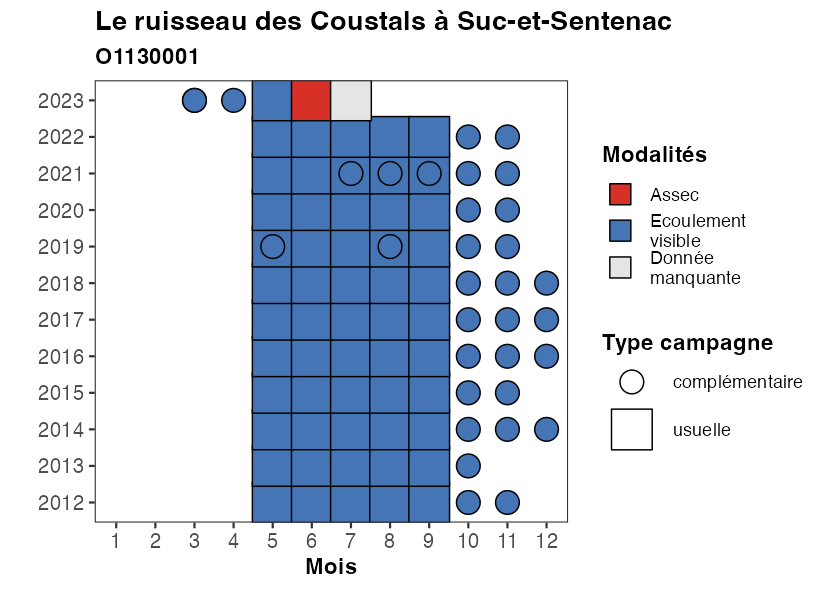 Le ruisseau des Coustals à Suc-et-Sentenac
O1130001
2023
2022
2021
2020
2019
2018
2017
2016
2015
2014
2013
2012
1 2 3 4 5 6 7 8 9 10 11 12
Mois
Modalités
Assec
Ecoulement
visible
Donnée
manquante
Type campagne
complémentaire
usuelle